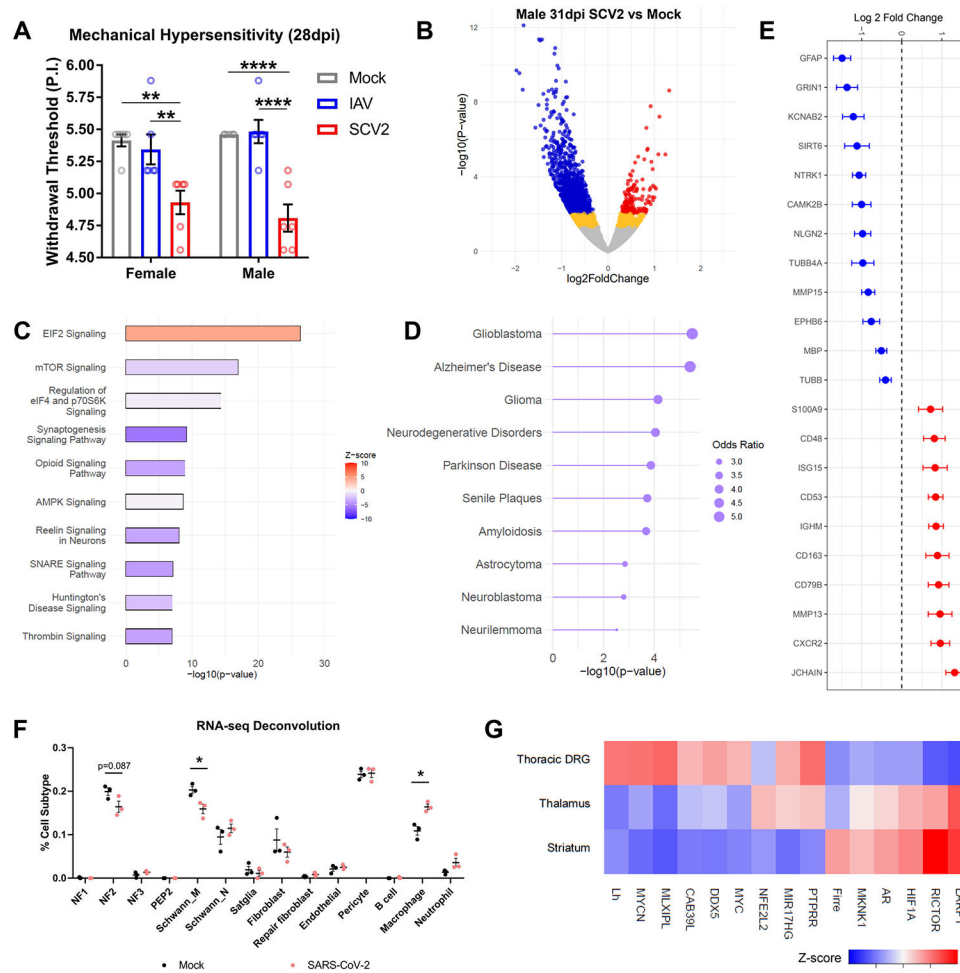 A
Mechanical Hypersensitivity (28dpi)
Withdrawal Threshold (P.I.)
6.00
5.75
5.50
5.25
5.00
4.75
4.50
**
**
****
****
Female
Male
Mock
IAV
SCV2
B
Male 31dpi SCV2 vs Mock
−log10(P−value)
12
9
6
3
0
−2
−1
0
1
2
log2FoldChange
C
EIF2 Signaling
mTOR Signaling
Regulation of
eIF4 and p70S6K
Signaling
Synaptogenesis
Signaling Pathway
Opioid Signaling
Pathway
AMPK Signaling
Reelin Signaling
in Neurons
SNARE Signaling
Pathway
Huntington's
Disease Signaling
Thrombin Signaling
0
10
20
30
−log10(p−value)
Z−score
10
5
0
−5
−10
D
Glioblastoma
Alzheimer's Disease
Glioma
Neurodegenerative Disorders
Parkinson Disease
Senile Plaques
Amyloidosis
Astrocytoma
Neuroblastoma
Neurilemmoma
0
2
4
−log10(p−value)
Odds Ratio
3.0
3.5
4.0
4.5
5.0
E
Log 2 Fold Change
−1
0
1
GFAP
GRIN1
KCNAB2
SIRT6
NTRK1
CAMK2B
NLGN2
TUBB4A
MMP15
EPHB6
MBP
TUBB
S100A9
CD48
ISG15
CD53
IGHM
CD163
CD79B
MMP13
CXCR2
JCHAIN
F
RNA-seq Deconvolution
% Cell Subtype
0.3
0.2
0.1
0.0
p=0.087
*
*
NF1
NF2
NF3
PEP2
Schwann_M
Schwann_N
Satglia
Fibroblast
Repair fibroblast
Endothelial
Pericyte
B cell
Macrophage
Neutrophil
Mock
SARS-CoV-2
G
Thoracic DRG
Thalamus
Striatum
Lh
MYCN
MLXIPL
CAB39L
DDX5
MYC
NFE2L2
MIR17HG
PTPRR
Firre
MKNK1
AR
HIF1A
RICTOR
Z-score